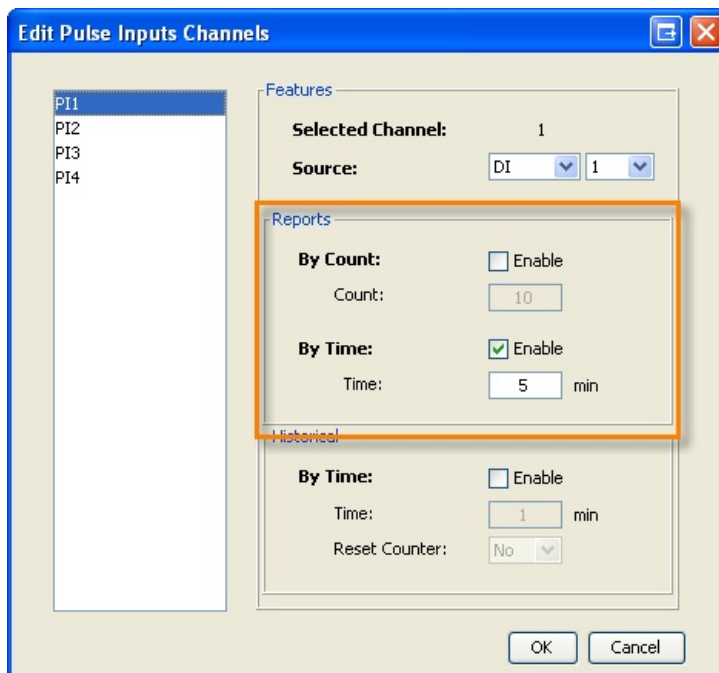 Edit Pulse Inputs Channels
PI1
PI2
PI3
PI4
Features
Selected Channel: 1
Source: DI 1
Reports
By Count: Enable
Count: 10
By Time: Enable
Time: 5 min
Historical
By Time: Enable
Time: 1 min
Reset Counter: No
OK Cancel